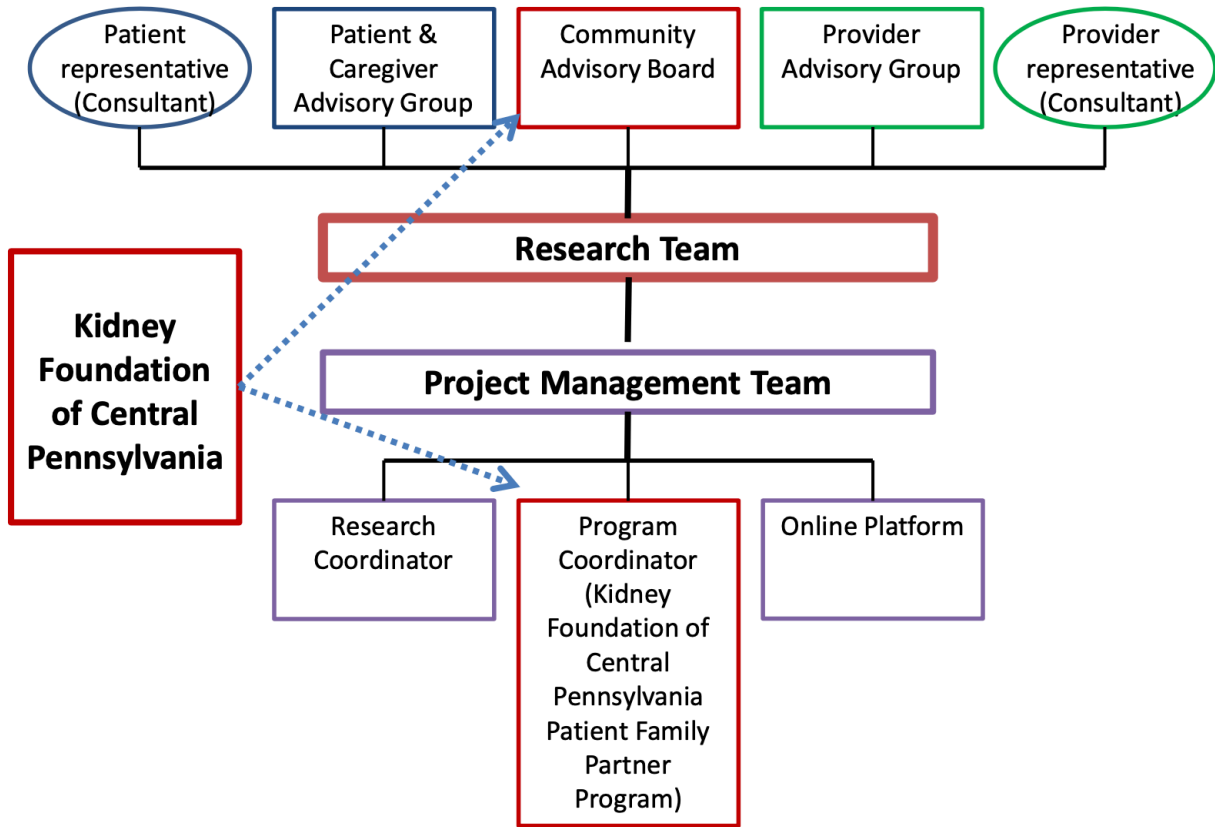 Patient
representative
(Consultant)
Patient &
Caregiver
Advisory Group
Community
Advisory Board
Provider
Advisory Group
Provider
representative
(Consultant)
Research Team
Kidney
Foundation
of Central
Pennsylvania
Project Management Team
Research
Coordinator
Program
Coordinator
(Kidney
Foundation of
Central
Pennsylvania
Patient Family
Partner
Program)
Online Platform